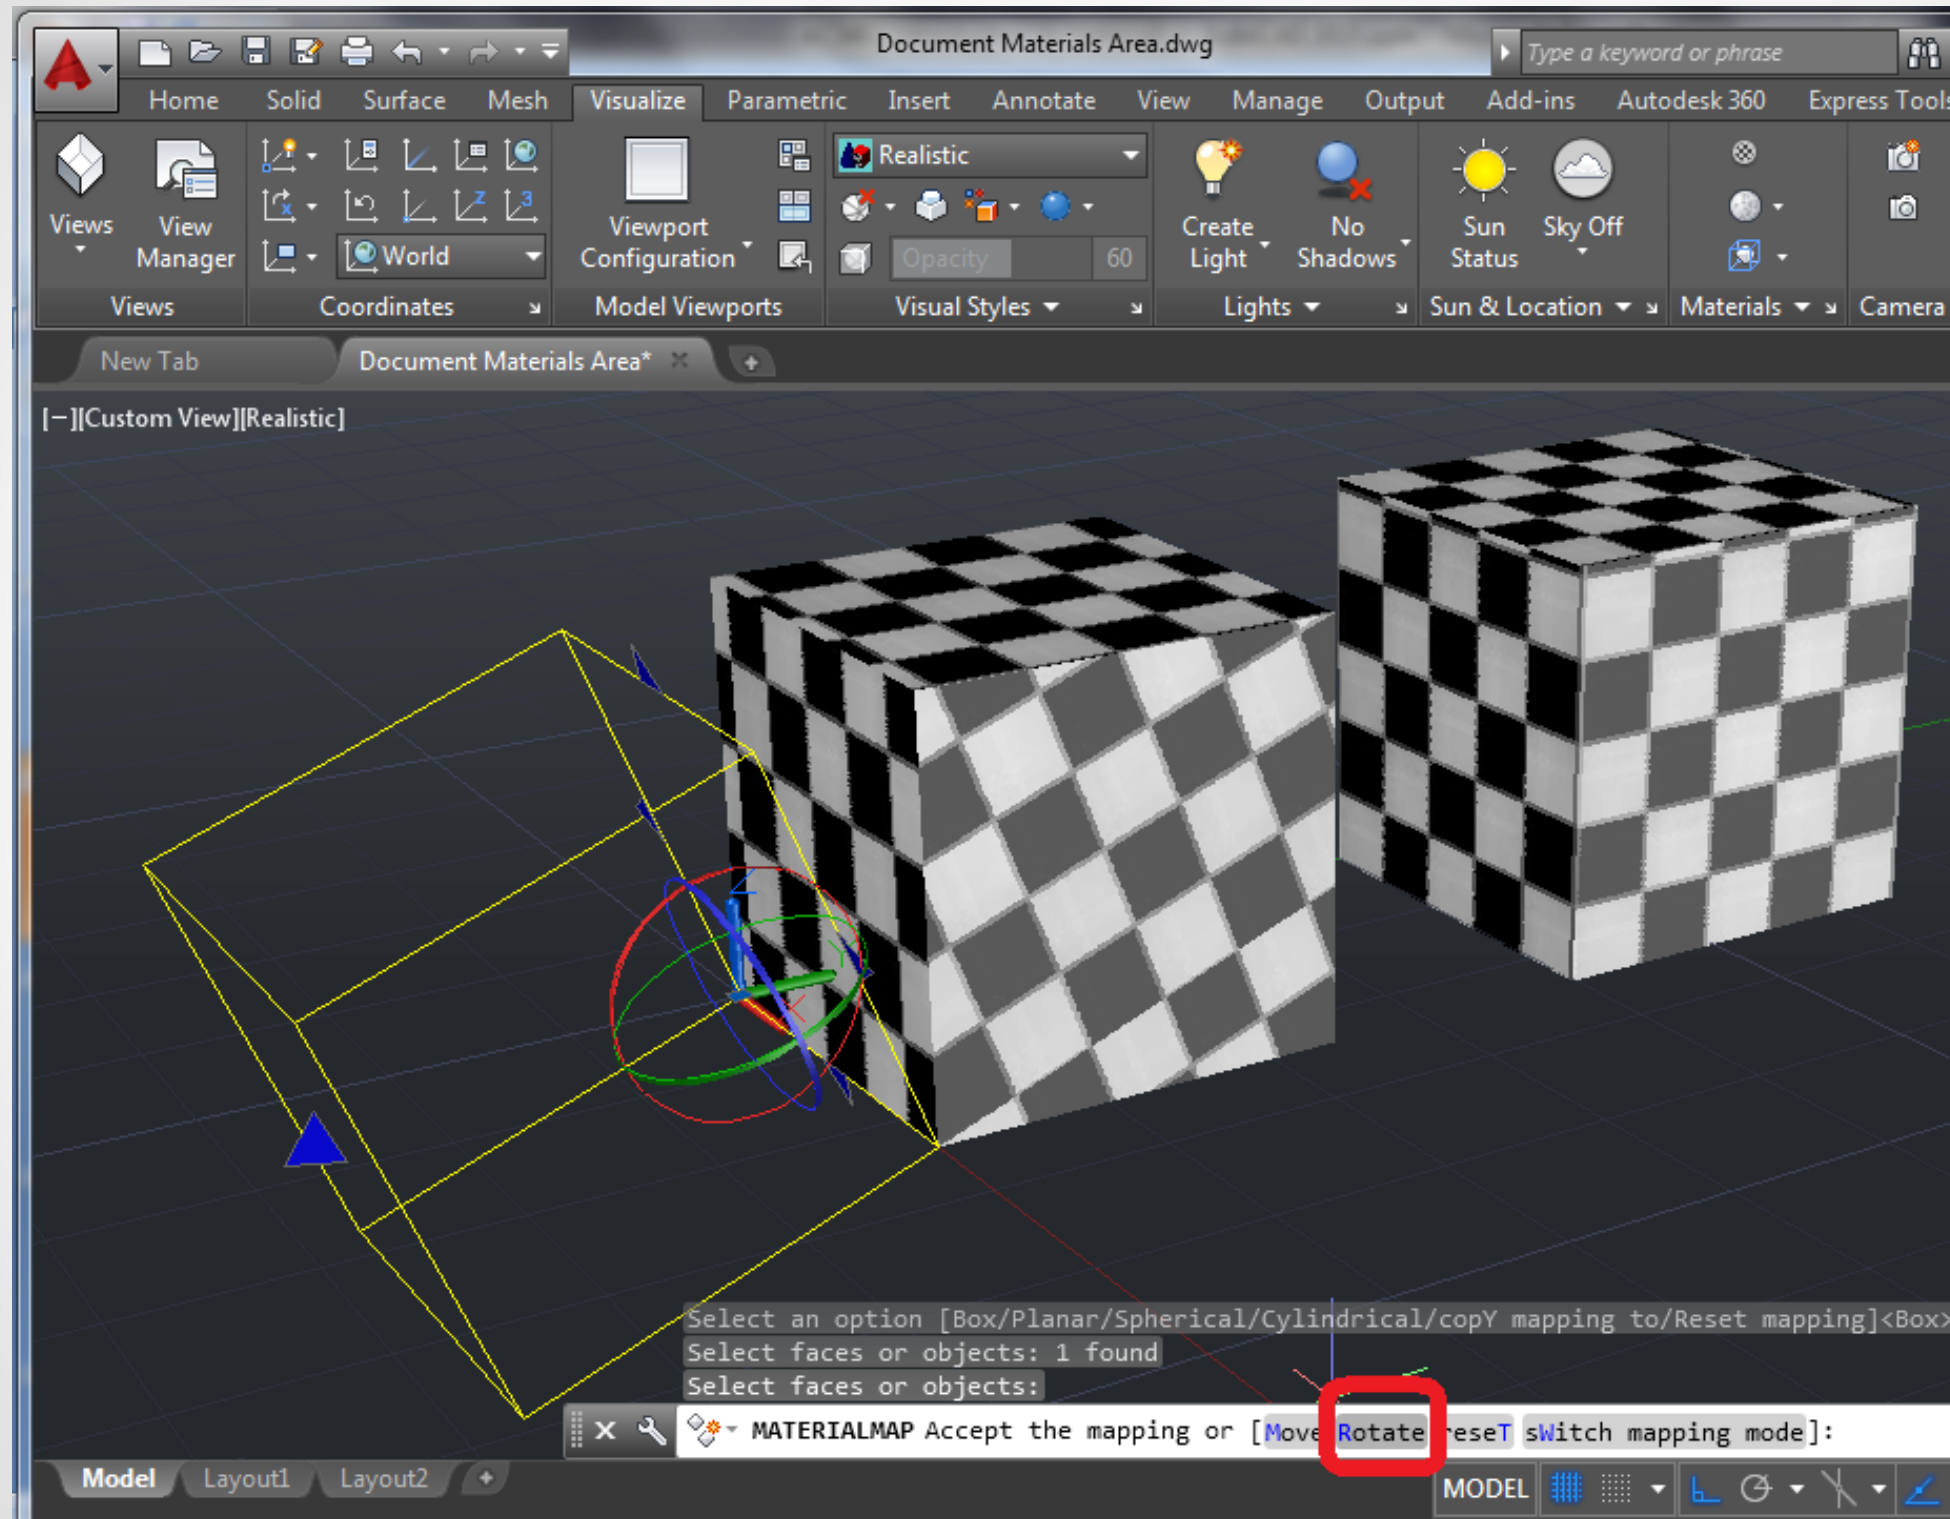 Document Materials Area.dwg
Type a keyword or phrase
Home Solid Surface Mesh Visualize Parametric Insert Annotate View Manage Output Add-ins Autodesk 360 Express Tools
Realistic
Views
View Manager
World
Viewport Configuration
Opacity 60
Create Light
No Shadows
Sun Status
Sky Off
Views Coordinates Model Viewports Visual Styles Lights Sun & Location Materials Camera
New Tab Document Materials Area*
[−][Custom View][Realistic]
Z
Y
X
Select an option [Box/Planar/Spherical/Cylindrical/copY mapping to/Reset mapping]<Box>
Select faces or objects: 1 found
Select faces or objects:
MATERIALMAP Accept the mapping or [Move Rotate reseT sWitch mapping mode]:
Model Layout1 Layout2
MODEL